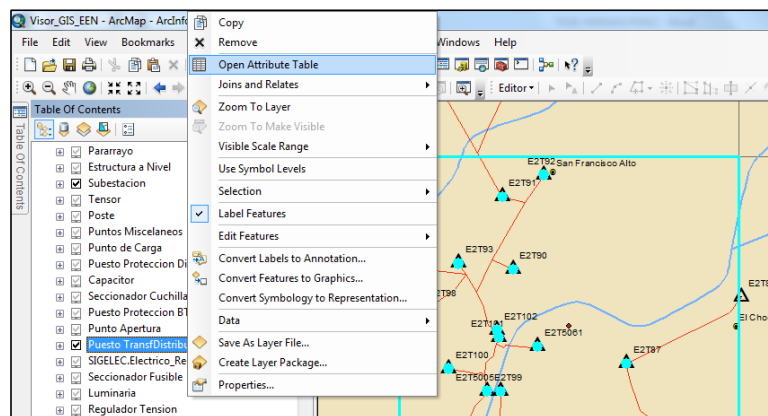 Visor_GIS_EEN - ArcMap - ArcInfo
File Edit View Bookmarks
Windows Help
Editor
Table Of Contents
Table Of Contents
Pararrayo
Estructura a Nivel
Subestacion
Tensor
Poste
Puntos Miscelaneos
Punto de Carga
Puesto Proteccion Di
Capacitor
Seccionador Cuchilla
Puesto Proteccion BT
Punto Apertura
Puesto TransfDistribu
SIGELEC.Electrico_Re
Seccionador Fusible
Luminaria
Regulador Tension
Copy
Remove
Open Attribute Table
Joins and Relates
Zoom To Layer
Zoom To Make Visible
Visible Scale Range
Use Symbol Levels
Selection
Label Features
Edit Features
Convert Labels to Annotation...
Convert Features to Graphics...
Convert Symbology to Representation...
Data
Save As Layer File...
Create Layer Package...
Properties...
E2T92 San Francisco Alto
E2T91
E2T93
E2T90
T98
E2T102
E2T5061
E2T87
El Cho
E2T100
E2T5005 E2T99